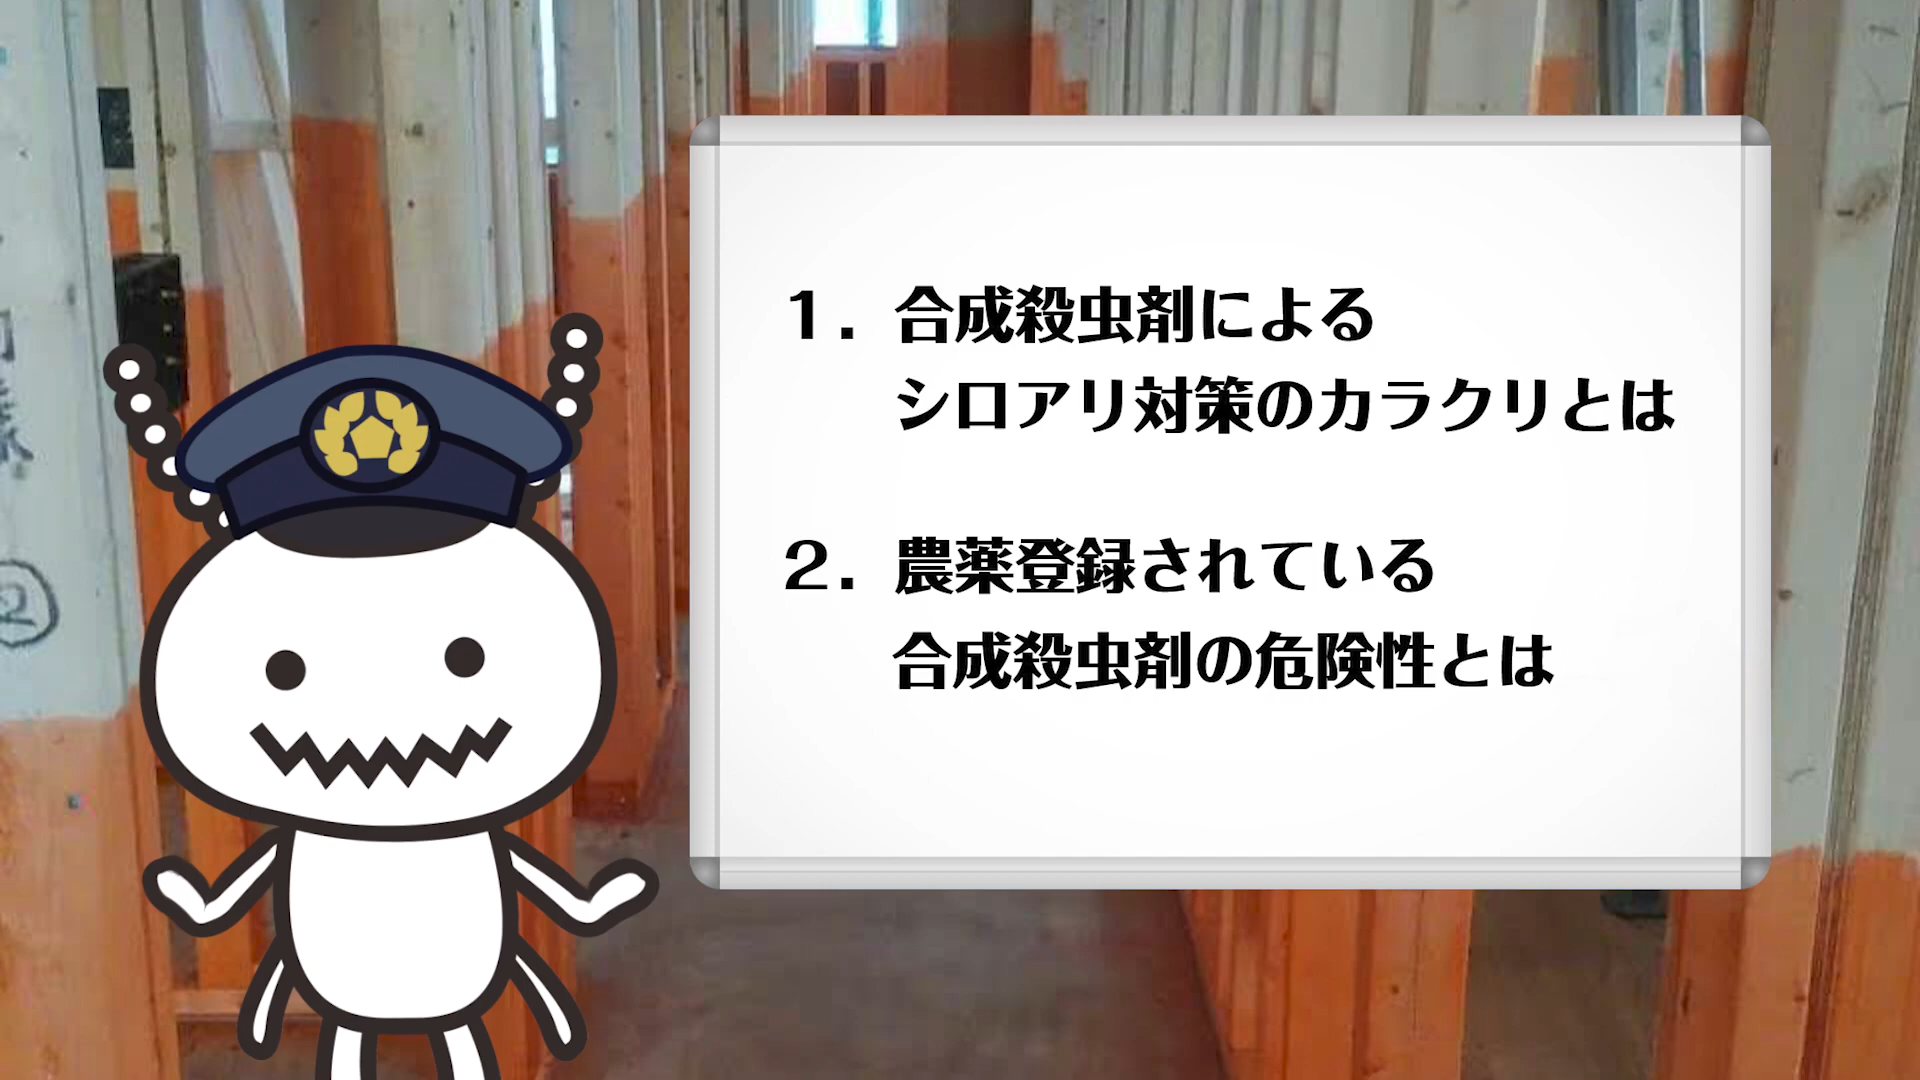 １．合成殺虫剤による
シロアリ対策のカラクリとは
２．農薬登録されている
合成殺虫剤の危険性とは